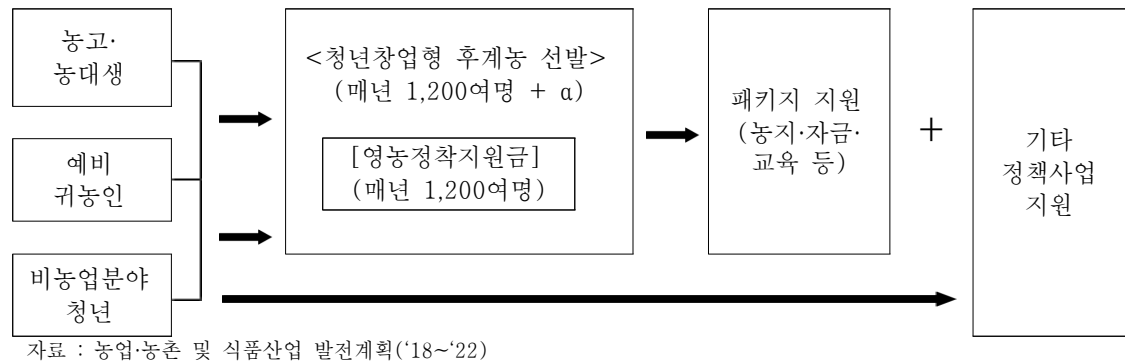 농고·
농대생
예비
귀농인
비농업분야
청년
<청년창업형 후계농 선발>
(매년 1,200여명 + α)
[영농정착지원금]
(매년 1,200여명)
패키지 지원
(농지·자금·
교육 등)
+
기타
정책사업
지원
자료 : 농업·농촌 및 식품산업 발전계획(‘18~‘22)